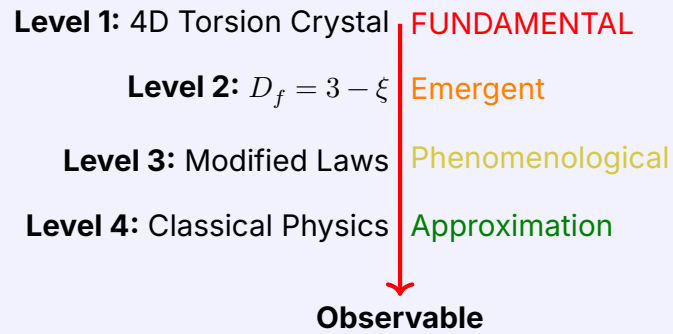 Level 1: 4D Torsion Crystal FUNDAMENTAL
Level 2: D_f = 3 − ξ Emergent
Level 3: Modified Laws Phenomenological
Level 4: Classical Physics Approximation
Observable